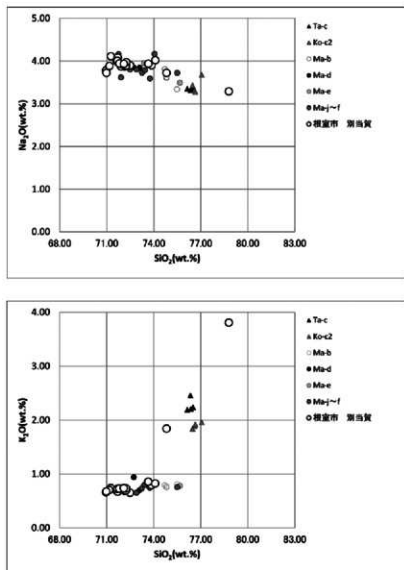 5.00
4.00
3.00
2.00
1.00
0.00
Na₂O(wt.%)
68.00 71.00 74.00 77.00 80.00 83.00
SiO₂(wt.%)
Ta-c
Ko-c2
Ma-b
Ma-d
Ma-e
Ma-j~f
根室市 別当賀
4.00
3.00
2.00
1.00
0.00
K₂O(wt.%)
68.00 71.00 74.00 77.00 80.00 83.00
SiO₂(wt.%)
Ta-c
Ko-c2
Ma-b
Ma-d
Ma-e
Ma-j~f
根室市 別当賀